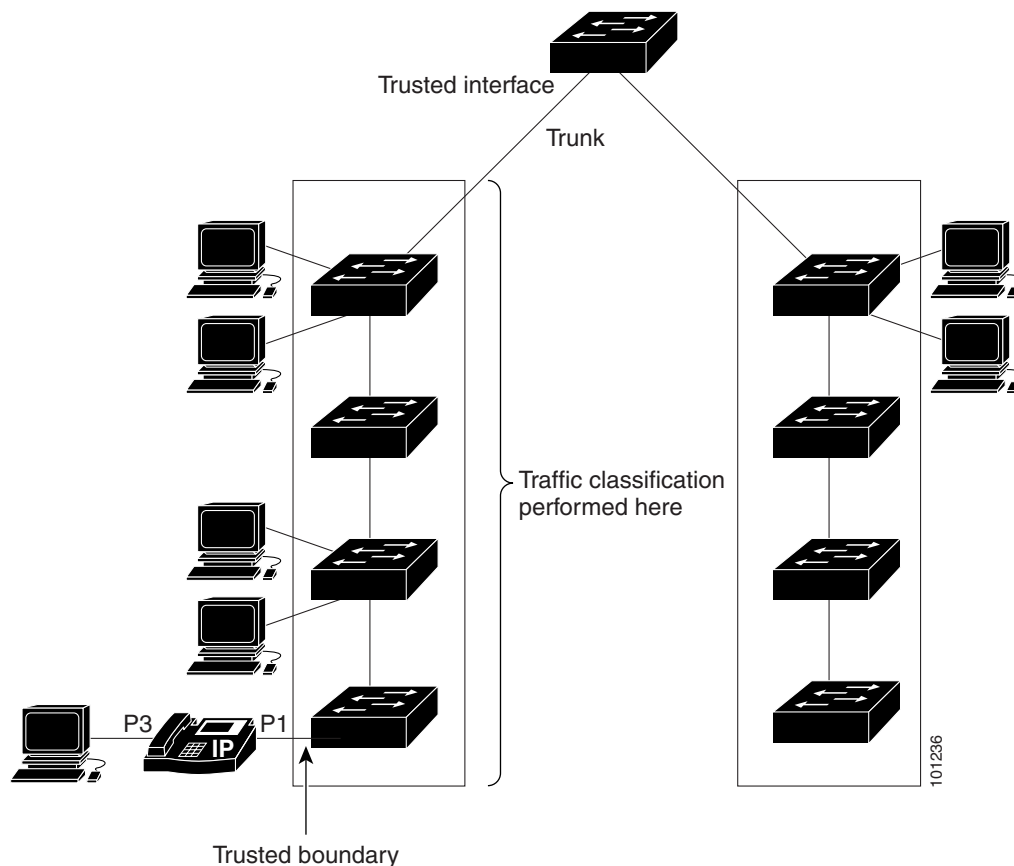 Trusted interface
Trunk
Traffic classification
performed here
P3
IP
P1
101236
Trusted boundary